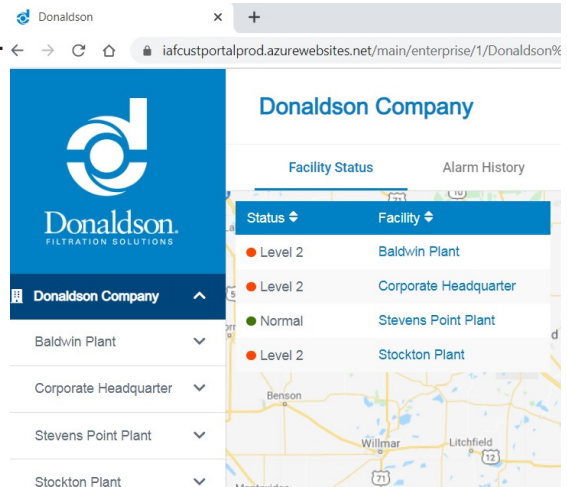 Donaldson
iafcustportalprod.azurewebsites.net/main/enterprise/1/Donaldson%
Donaldson.
FILTRATION SOLUTIONS
Donaldson Company
Baldwin Plant
Corporate Headquarter
Stevens Point Plant
Stockton Plant
Donaldson Company
Facility Status Alarm History
Status Facility
Level 2 Baldwin Plant
Level 2 Corporate Headquarter
Normal Stevens Point Plant
Level 2 Stockton Plant
71
10
Benson
Willmar
Litchfield
12
71